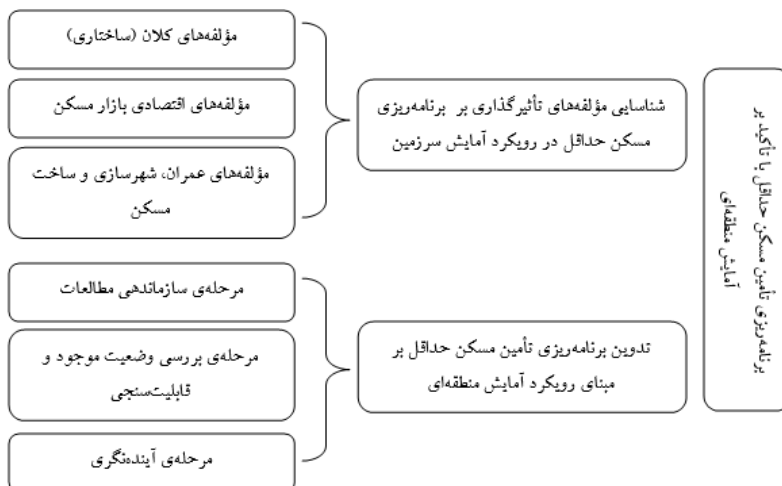 برنامه‌ریزی تأمین مسکن حداقل با تأکید بر
آمایش منطقه‌ای
شناسایی مؤلفه‌های تأثیرگذاری بر برنامه‌ریزی
مسکن حداقل در رویکرد آمایش سرزمین
مؤلفه‌های کلان (ساختاری)
مؤلفه‌های اقتصادی بازار مسکن
مؤلفه‌های عمران، شهرسازی و ساخت
مسکن
تدوین برنامه‌ریزی تأمین مسکن حداقل بر
مبنای رویکرد آمایش منطقه‌ای
مرحله‌ی سازماندهی مطالعات
مرحله‌ی بررسی وضعیت موجود و
قابلیت‌سنجی
مرحله‌ی آینده‌نگری